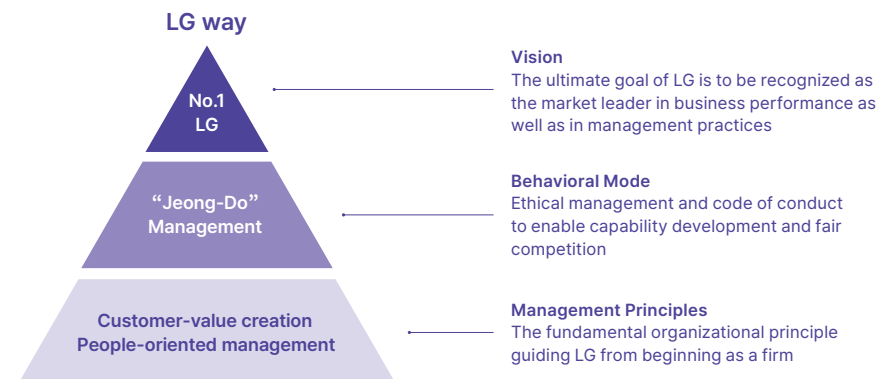 LG way
No.1
LG
Vision
The ultimate goal of LG is to be recognized as
the market leader in business performance as
well as in management practices
“Jeong-Do”
Management
Behavioral Mode
Ethical management and code of conduct
to enable capability development and fair
competition
Customer-value creation
People-oriented management
Management Principles
The fundamental organizational principle
guiding LG from beginning as a firm